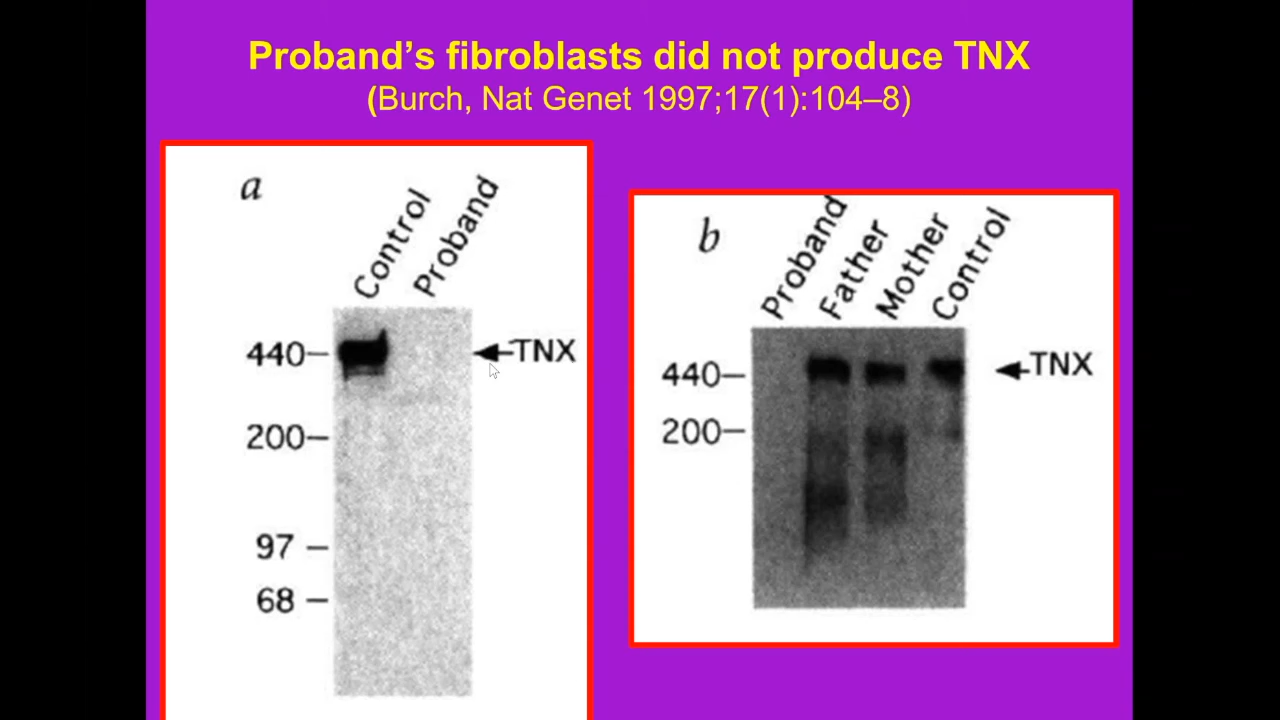 Proband’s fibroblasts did not produce TNX
(Burch, Nat Genet 1997;17(1):104–8)
a
Control
Proband
440
TNX
200
97
68
b
Proband
Father
Mother
Control
440
TNX
200